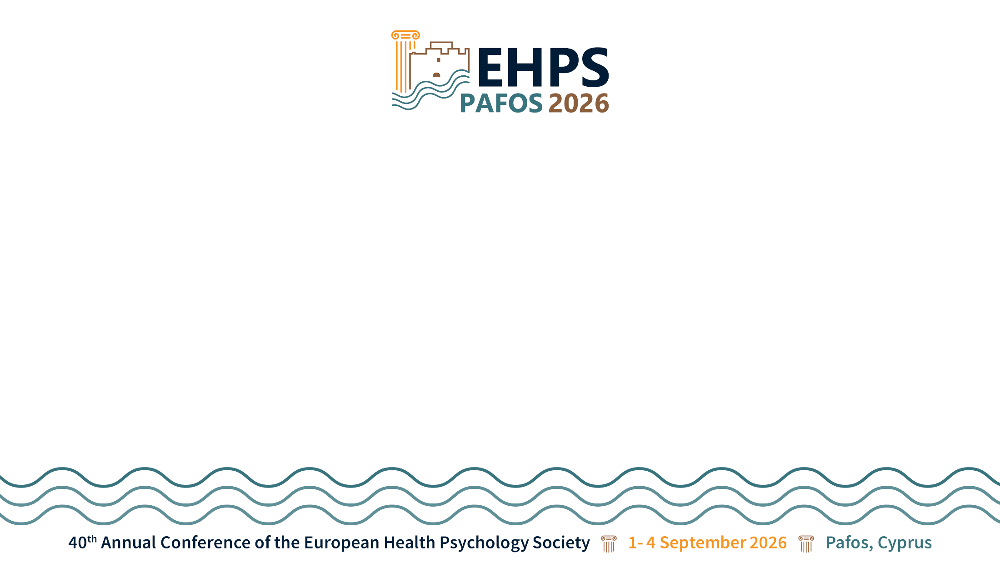 EHPS
PAFOS 2026
40th Annual Conference of the European Health Psychology Society 1- 4 September 2026 Pafos, Cyprus